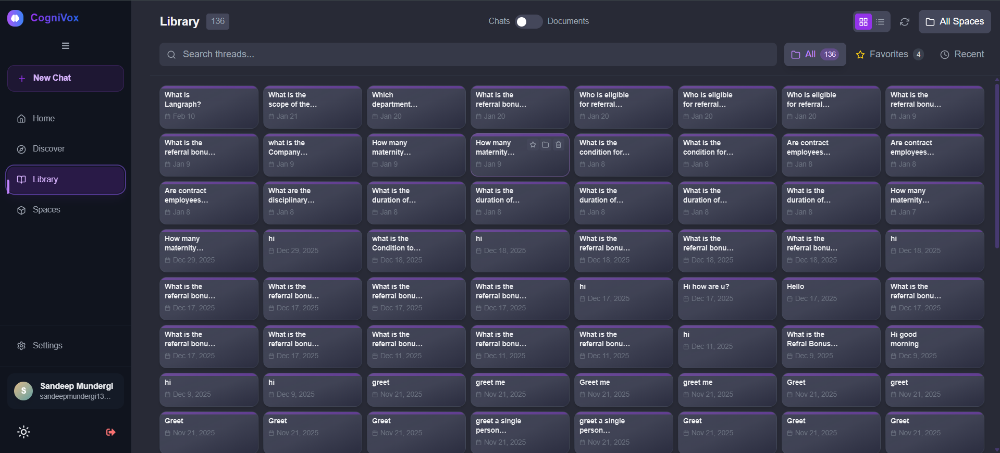 CogniVox
New Chat
Home
Discover
Library
Spaces
Settings
S
Sandeep Mundergi
sandeepmundergi13...
Library 136
Chats Documents
All Spaces
Search threads...
All 136 Favorites 4 Recent
What is
Langraph?
Feb 10
What is the
scope of the...
Jan 21
Which
department...
Jan 20
What is the
referral bonu...
Jan 20
Who is eligible
for referral...
Jan 20
Who is eligible
for referral...
Jan 20
Who is eligible
for referral...
Jan 20
What is the
referral bonu...
Jan 9
What is the
referral bonu...
Jan 9
what is the
Company...
Jan 9
How many
maternity...
Jan 9
How many
maternity...
Jan 9
What is the
condition for...
Jan 8
What is the
condition for...
Jan 8
Are contract
employees...
Jan 8
Are contract
employees...
Jan 8
Are contract
employees...
Jan 8
What are the
disciplinary...
Jan 8
What is the
duration of...
Jan 8
What is the
duration of...
Jan 8
What is the
duration of...
Jan 8
What is the
duration of...
Jan 8
What is the
duration of...
Jan 8
How many
maternity...
Jan 7
How many
maternity...
Dec 29, 2025
hi
Dec 29, 2025
what is the
Condition to...
Dec 18, 2025
hi
Dec 18, 2025
What is the
referral bonu...
Dec 18, 2025
What is the
referral bonu...
Dec 18, 2025
What is the
referral bonu...
Dec 18, 2025
hi
Dec 18, 2025
What is the
referral bonu...
Dec 17, 2025
What is the
referral bonu...
Dec 17, 2025
What is the
referral bonu...
Dec 17, 2025
What is the
referral bonu...
Dec 17, 2025
hi
Dec 17, 2025
Hi how are u?
Dec 17, 2025
Hello
Dec 17, 2025
What is the
referral bonu...
Dec 17, 2025
What is the
referral bonu...
Dec 17, 2025
What is the
referral bonu...
Dec 17, 2025
What is the
referral bonu...
Dec 11, 2025
What is the
referral bonu...
Dec 11, 2025
What is the
referral bonu...
Dec 11, 2025
hi
Dec 11, 2025
What is the
Refral Bonus...
Dec 9, 2025
Hi good
morning
Dec 9, 2025
hi
Dec 9, 2025
hi
Dec 9, 2025
greet
Nov 21, 2025
greet me
Nov 21, 2025
Greet me
Nov 21, 2025
greet me
Nov 21, 2025
Greet
Nov 21, 2025
greet
Nov 21, 2025
Greet
Nov 21, 2025
Greet
Nov 21, 2025
Greet
Nov 21, 2025
greet a single
person...
Nov 21, 2025
greet a single
person...
Nov 21, 2025
Greet
Nov 21, 2025
Greet
Nov 21, 2025
Greet
Nov 21, 2025